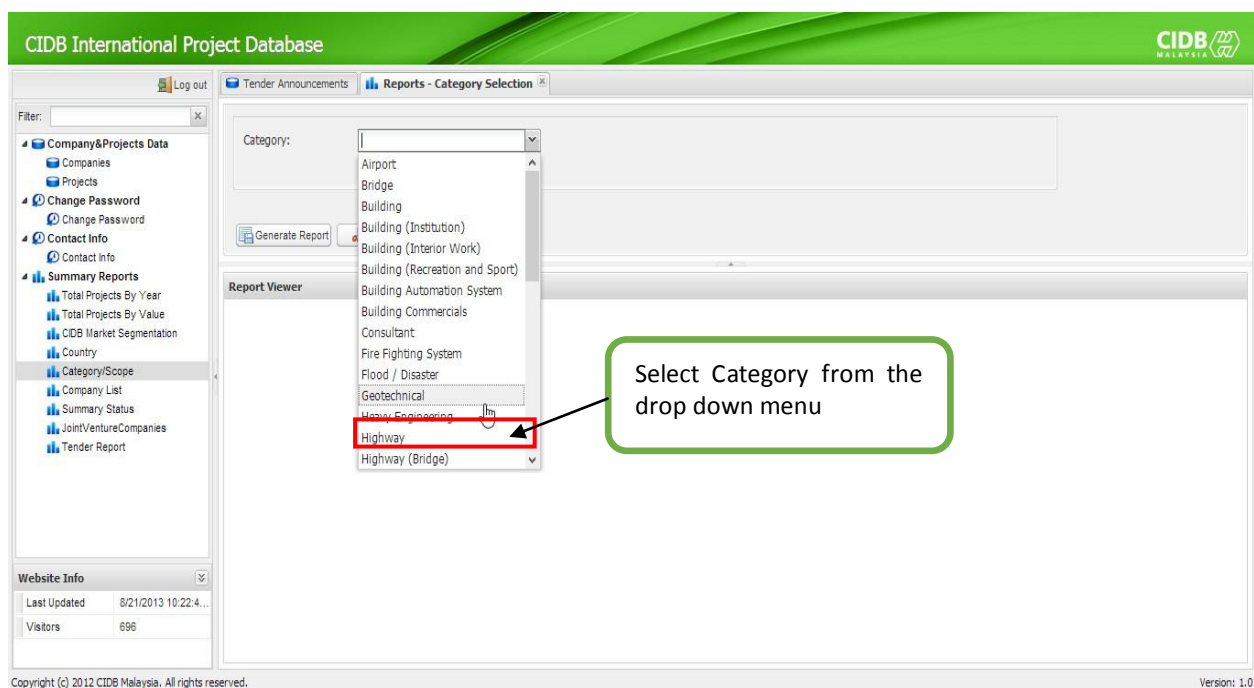 CIDB International Project Database
CIDB
MALAYSIA
Log out
Tender Announcements
Reports - Category Selection
Filter:
Company&Projects Data
Companies
Projects
Change Password
Change Password
Contact Info
Contact Info
Summary Reports
Total Projects By Year
Total Projects By Value
CIDB Market Segmentation
Country
Category/Scope
Company List
Summary Status
JointVentureCompanies
Tender Report
Website Info
Last Updated 8/21/2013 10:22:4...
Visitors 696
Category:
Airport
Bridge
Building
Building (Institution)
Building (Interior Work)
Building (Recreation and Sport)
Building Automation System
Building Commercials
Consultant
Fire Fighting System
Flood / Disaster
Geotechnical
Heavy Engineering
Highway
Highway (Bridge)
Generate Report
Report Viewer
Select Category from the
drop down menu
Copyright (c) 2012 CIDB Malaysia. All rights reserved.
Version: 1.0